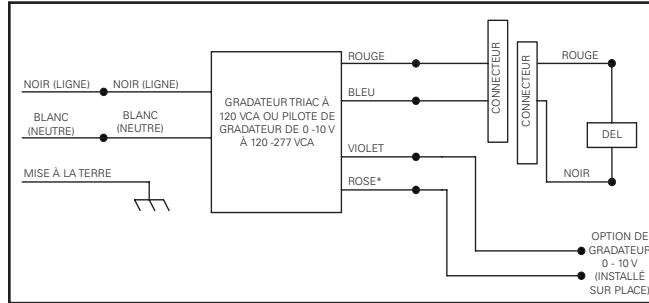 NOIR (LIGNE)
NOIR (LIGNE)
BLANC
(NEUTRE)
BLANC
(NEUTRE)
MISE À LA TERRE
GRADATEUR TRIAC À
120 VCA OU PILOTE DE
GRADATEUR DE 0 -10 V
À 120 -277 VCA
ROUGE
BLEU
VIOLET
ROSE*
CONNECTEUR
CONNECTEUR
ROUGE
DEL
NOIR
OPTION DE
GRADATEUR
0 - 10 V
(INSTALLÉ
SUR PLACE)